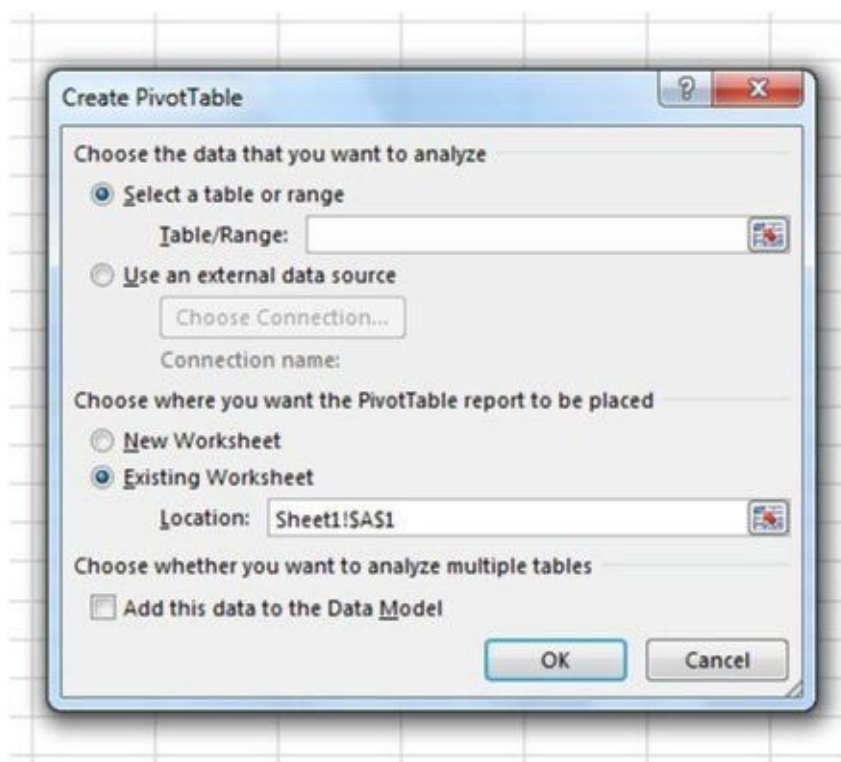 Create PivotTable
?
X
Choose the data that you want to analyze
Select a table or range
Table/Range:
Use an external data source
Choose Connection...
Connection name:
Choose where you want the PivotTable report to be placed
New Worksheet
Existing Worksheet
Location: Sheet1!$A$1
Choose whether you want to analyze multiple tables
Add this data to the Data Model
OK Cancel